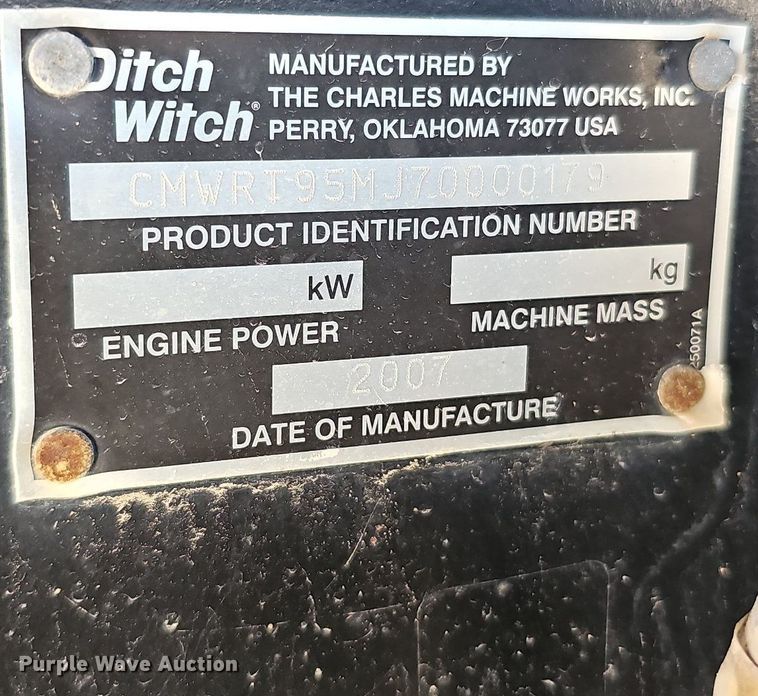 Ditch
Witch®
MANUFACTURED BY
THE CHARLES MACHINE WORKS, INC.
PERRY, OKLAHOMA 73077 USA
CMWRT95MJ70000179
PRODUCT IDENTIFICATION NUMBER
kW
ENGINE POWER
kg
MACHINE MASS
2007
DATE OF MANUFACTURE
250071A
Purple Wave Auction